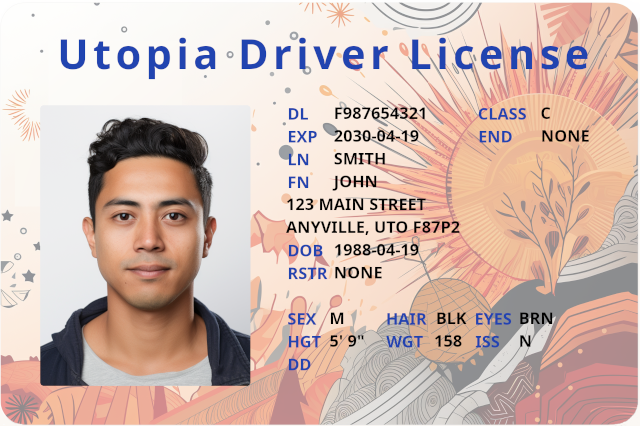 Utopia Driver License
DL F987654321 CLASS C
EXP 2030-04-19 END NONE
LN SMITH
FN JOHN
123 MAIN STREET
ANYVILLE, UTO F87P2
DOB 1988-04-19
RSTR NONE
SEX M HAIR BLK EYES BRN
HGT 5' 9" WGT 158 ISS N
DD